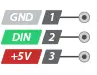 GND 1
DIN 2
+5V 3